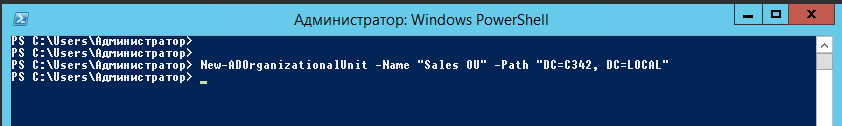 Администратор: Windows PowerShell
PS C:\Users\Администратор>
PS C:\Users\Администратор>
PS C:\Users\Администратор> New-ADOrganizationalUnit -Name "Sales OU" -Path "DC=C342, DC=LOCAL"
PS C:\Users\Администратор>